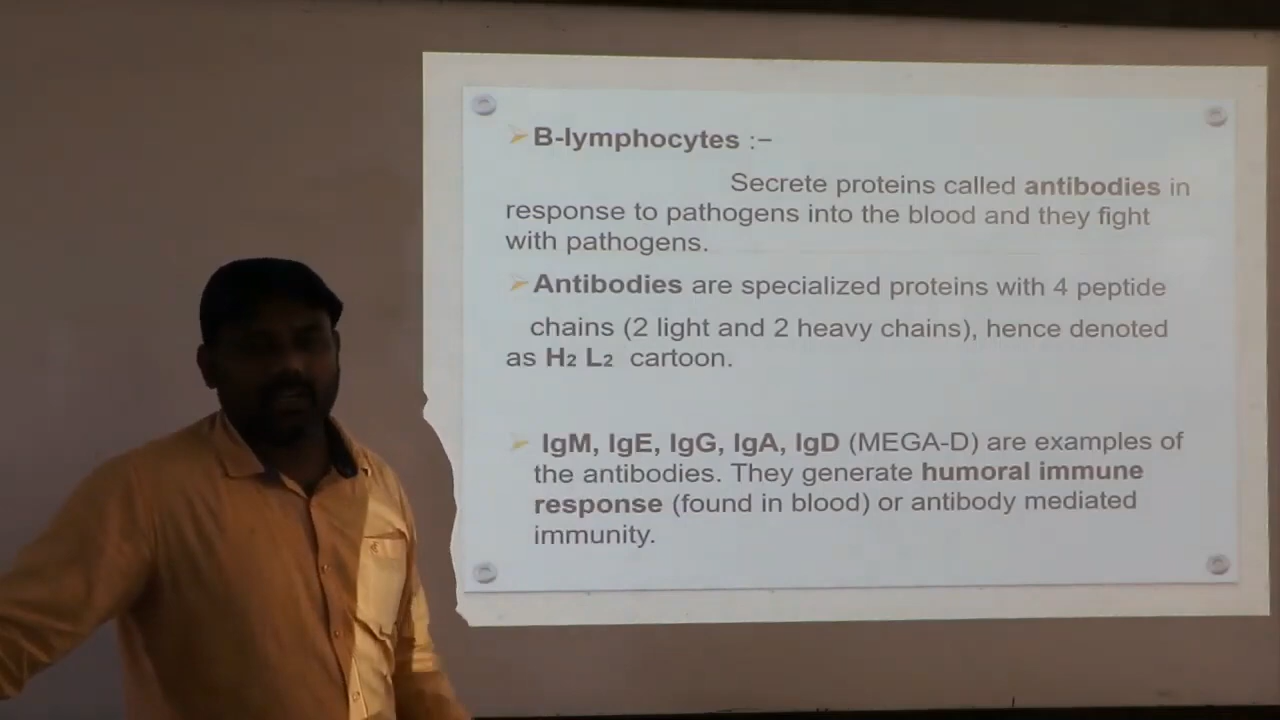 B-lymphocytes :–
Secrete proteins called antibodies in
response to pathogens into the blood and they fight
with pathogens.
Antibodies are specialized proteins with 4 peptide
chains (2 light and 2 heavy chains), hence denoted
as H2 L2 cartoon.
IgM, IgE, IgG, IgA, IgD (MEGA-D) are examples of
the antibodies. They generate humoral immune
response (found in blood) or antibody mediated
immunity.